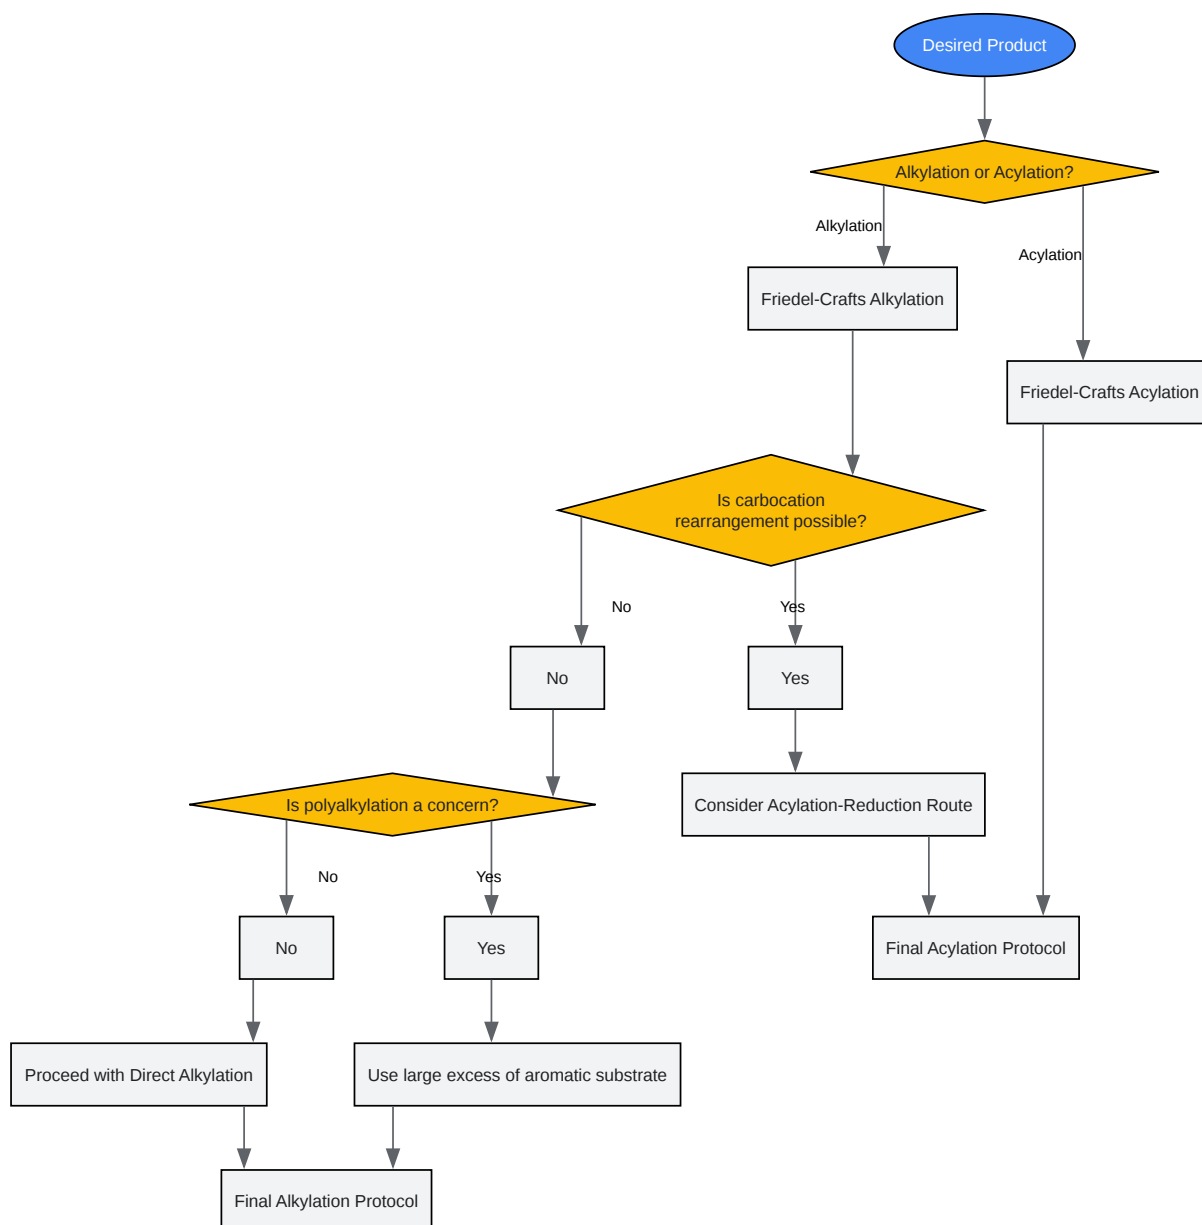 Desired Product
Alkylation or Acylation?
Alkylation
Acylation
Friedel-Crafts Alkylation
Friedel-Crafts Acylation
Is carbocation
rearrangement possible?
No
Yes
No
Yes
Is polyalkylation a concern?
Consider Acylation-Reduction Route
No
Yes
No
Yes
Final Acylation Protocol
Proceed with Direct Alkylation
Use large excess of aromatic substrate
Final Alkylation Protocol